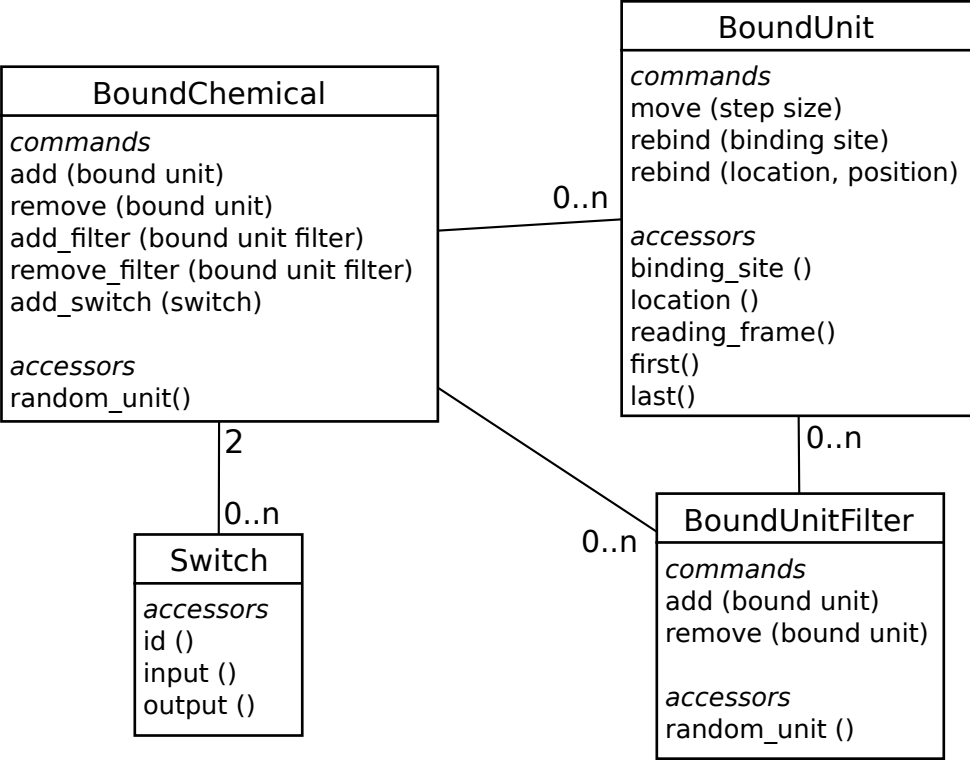 BoundUnit
commands
move (step size)
rebind (binding site)
rebind (location, position)
accessors
binding_site ()
location ()
reading_frame()
first()
last()
BoundChemical
commands
add (bound unit)
remove (bound unit)
add_filter (bound unit filter)
remove_filter (bound unit filter)
add_switch (switch)
accessors
random_unit()
0..n
2
0..n
0..n
0..n
Switch
accessors
id ()
input ()
output ()
BoundUnitFilter
commands
add (bound unit)
remove (bound unit)
accessors
random_unit ()